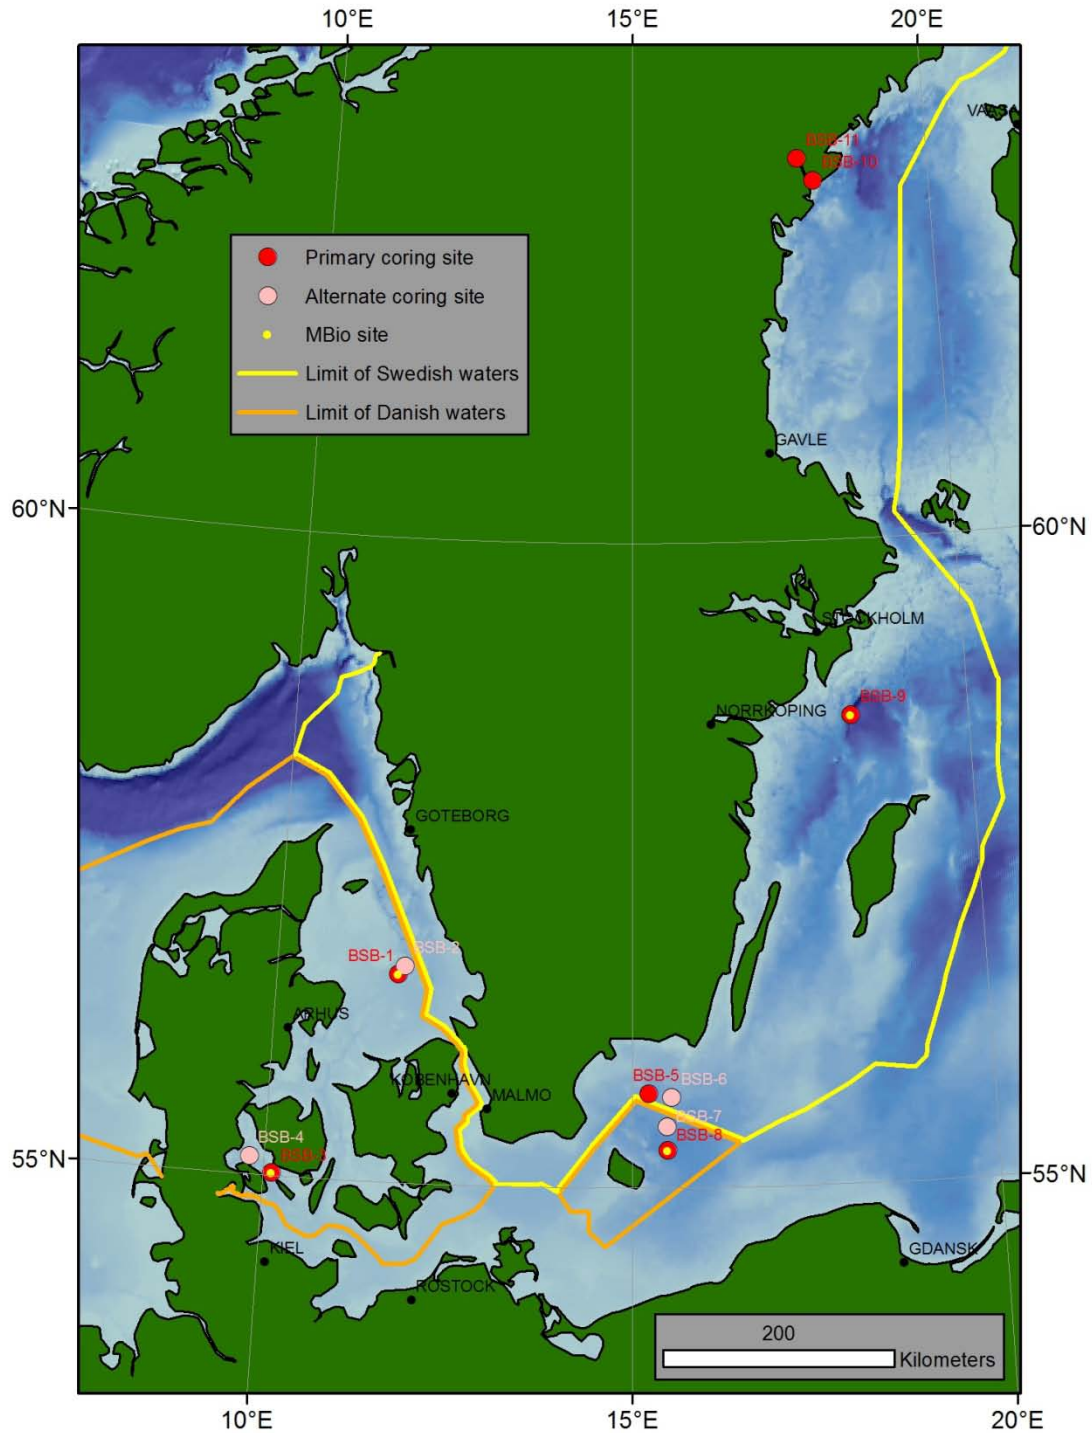 10°E 15°E 20°E
VAASA
BSB-11
BSB-10
Primary coring site
Alternate coring site
MBio site
Limit of Swedish waters
Limit of Danish waters
GAVLE
60°N 60°N
STOCKHOLM
BSB-9
NORRKOPING
GOTEBORG
BSB-2
BSB-1
ARHUS
KOBENHAVN
MALMO
BSB-5 BSB-6
BSB-7
BSB-8
BSB-4
BSB-3
55°N 55°N
KIEL
GDANSK
ROSTOCK
200
Kilometers
10°E 15°E 20°E